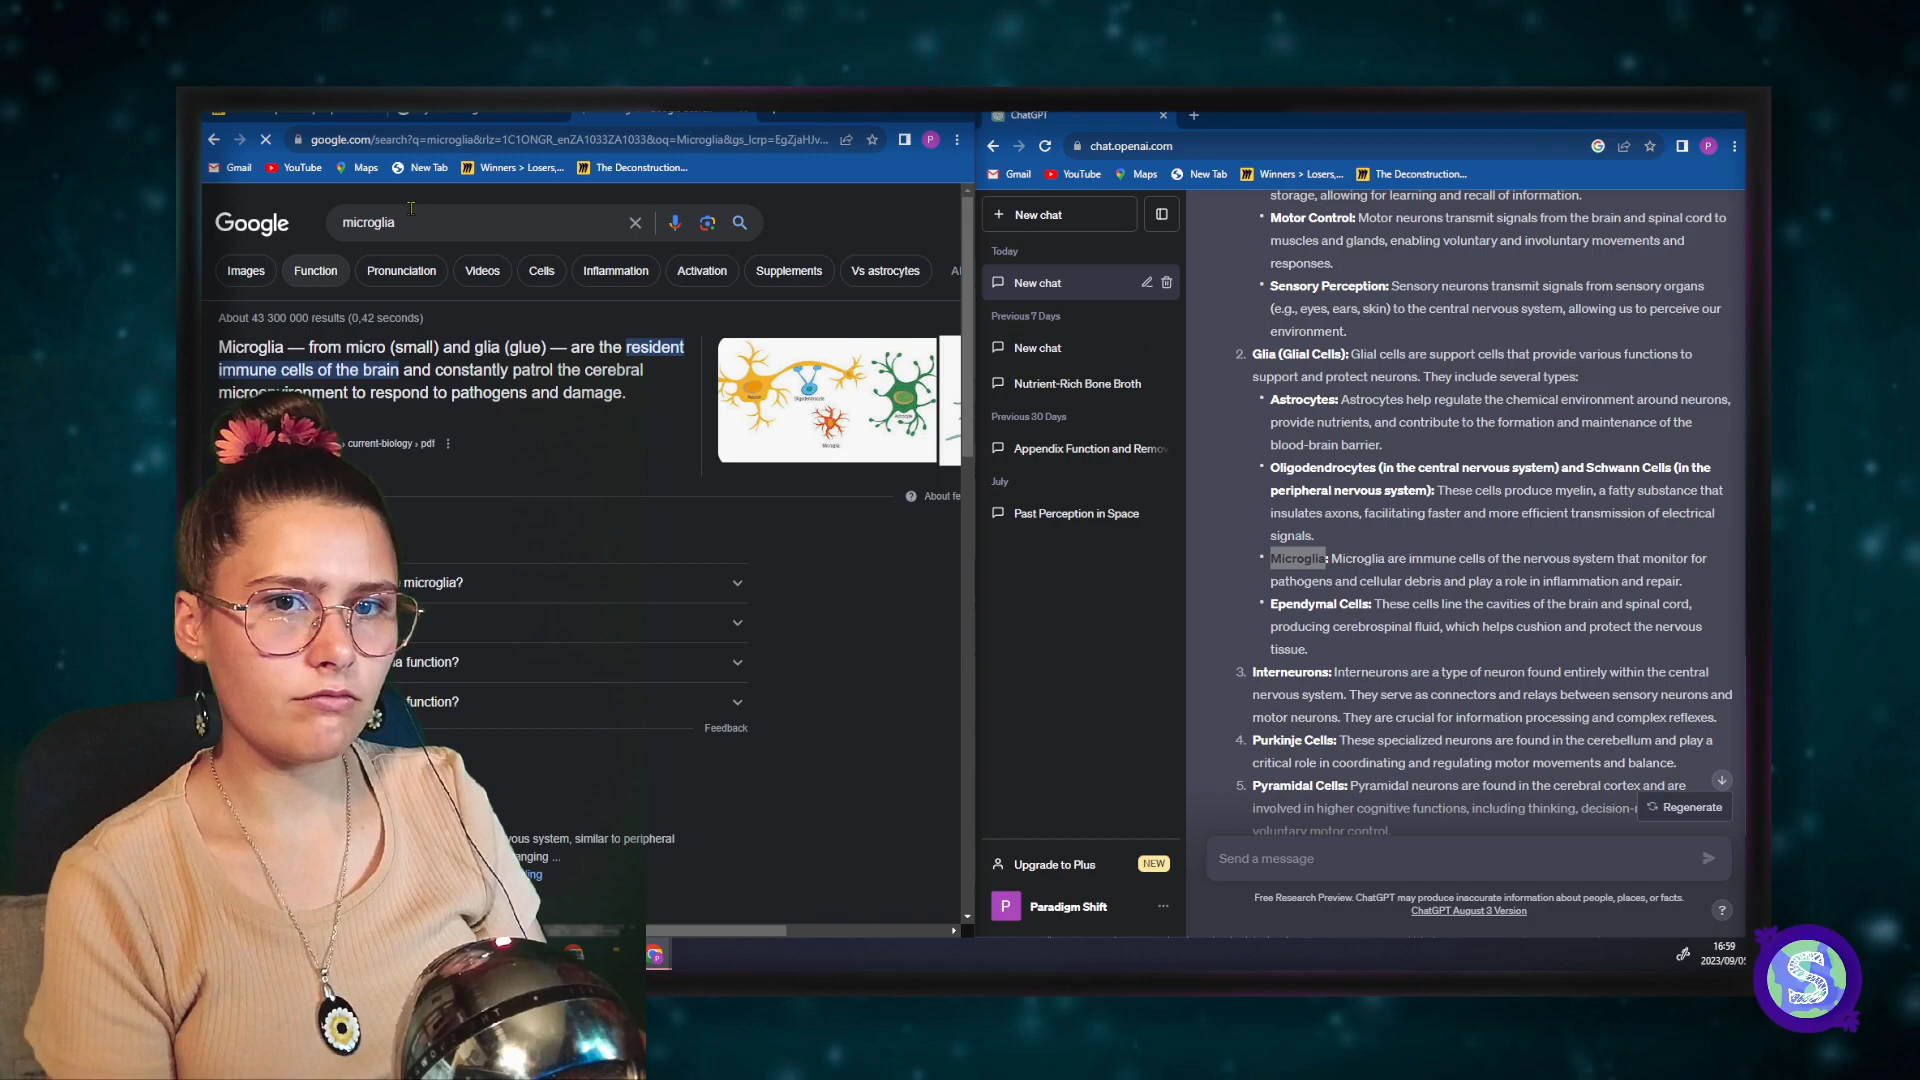 google.com/search?q=microglia&rlz=1C1ONGR_enZA1033ZA1033&oq=Microglia&gs_lcrp=EgZjaHJv...
P
Gmail
YouTube
Maps
New Tab
Winners > Losers,...
The Deconstruction...
Google
microglia
Images
Function
Pronunciation
Videos
Cells
Inflammation
Activation
Supplements
Vs astrocytes
About 43 300 000 results (0,42 seconds)
Microglia — from micro (small) and glia (glue) — are the resident
immune cells of the brain and constantly patrol the cerebral
microenvironment to respond to pathogens and damage.
Neuron
Oligodendrocyte
Microglia
Astrocyte
› current-biology › pdf
About fe
microglia?
function?
function?
Feedback
system, similar to peripheral
anging ...
ChatGPT
chat.openai.com
P
Gmail
YouTube
Maps
New Tab
Winners > Losers,...
The Deconstruction...
New chat
Today
New chat
Previous 7 Days
New chat
Nutrient-Rich Bone Broth
Previous 30 Days
Appendix Function and Remov
July
Past Perception in Space
Upgrade to Plus
NEW
P
Paradigm Shift
storage, allowing for learning and recall of information.
• Motor Control: Motor neurons transmit signals from the brain and spinal cord to
muscles and glands, enabling voluntary and involuntary movements and
responses.
• Sensory Perception: Sensory neurons transmit signals from sensory organs
(e.g., eyes, ears, skin) to the central nervous system, allowing us to perceive our
environment.
2. Glia (Glial Cells): Glial cells are support cells that provide various functions to
support and protect neurons. They include several types:
• Astrocytes: Astrocytes help regulate the chemical environment around neurons,
provide nutrients, and contribute to the formation and maintenance of the
blood-brain barrier.
• Oligodendrocytes (in the central nervous system) and Schwann Cells (in the
peripheral nervous system): These cells produce myelin, a fatty substance that
insulates axons, facilitating faster and more efficient transmission of electrical
signals.
• Microglia: Microglia are immune cells of the nervous system that monitor for
pathogens and cellular debris and play a role in inflammation and repair.
• Ependymal Cells: These cells line the cavities of the brain and spinal cord,
producing cerebrospinal fluid, which helps cushion and protect the nervous
tissue.
3. Interneurons: Interneurons are a type of neuron found entirely within the central
nervous system. They serve as connectors and relays between sensory neurons and
motor neurons. They are crucial for information processing and complex reflexes.
4. Purkinje Cells: These specialized neurons are found in the cerebellum and play a
critical role in coordinating and regulating motor movements and balance.
5. Pyramidal Cells: Pyramidal neurons are found in the cerebral cortex and are
involved in higher cognitive functions, including thinking, decision-
voluntary motor control.
Regenerate
Send a message
Free Research Preview. ChatGPT may produce inaccurate information about people, places, or facts.
ChatGPT August 3 Version
?
16:59
2023/09/05
S